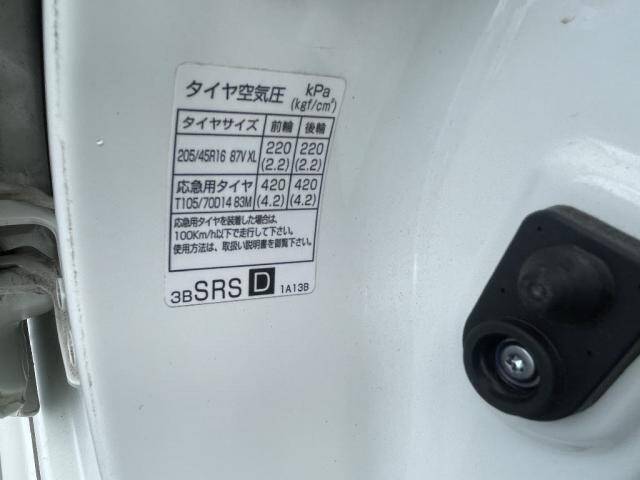 タイヤ空気圧 kPa (kgf/cm²)
タイヤサイズ 前輪 後輪
205/45R16 87V XL 220 (2.2) 220 (2.2)
応急用タイヤ T105/70D14 83M 420 (4.2) 420 (4.2)
応急用タイヤを装着した場合は、
100Km/h以下で走行して下さい。
使用方法は、取扱い説明書を御覧下さい。
3BSRS D 1A13B